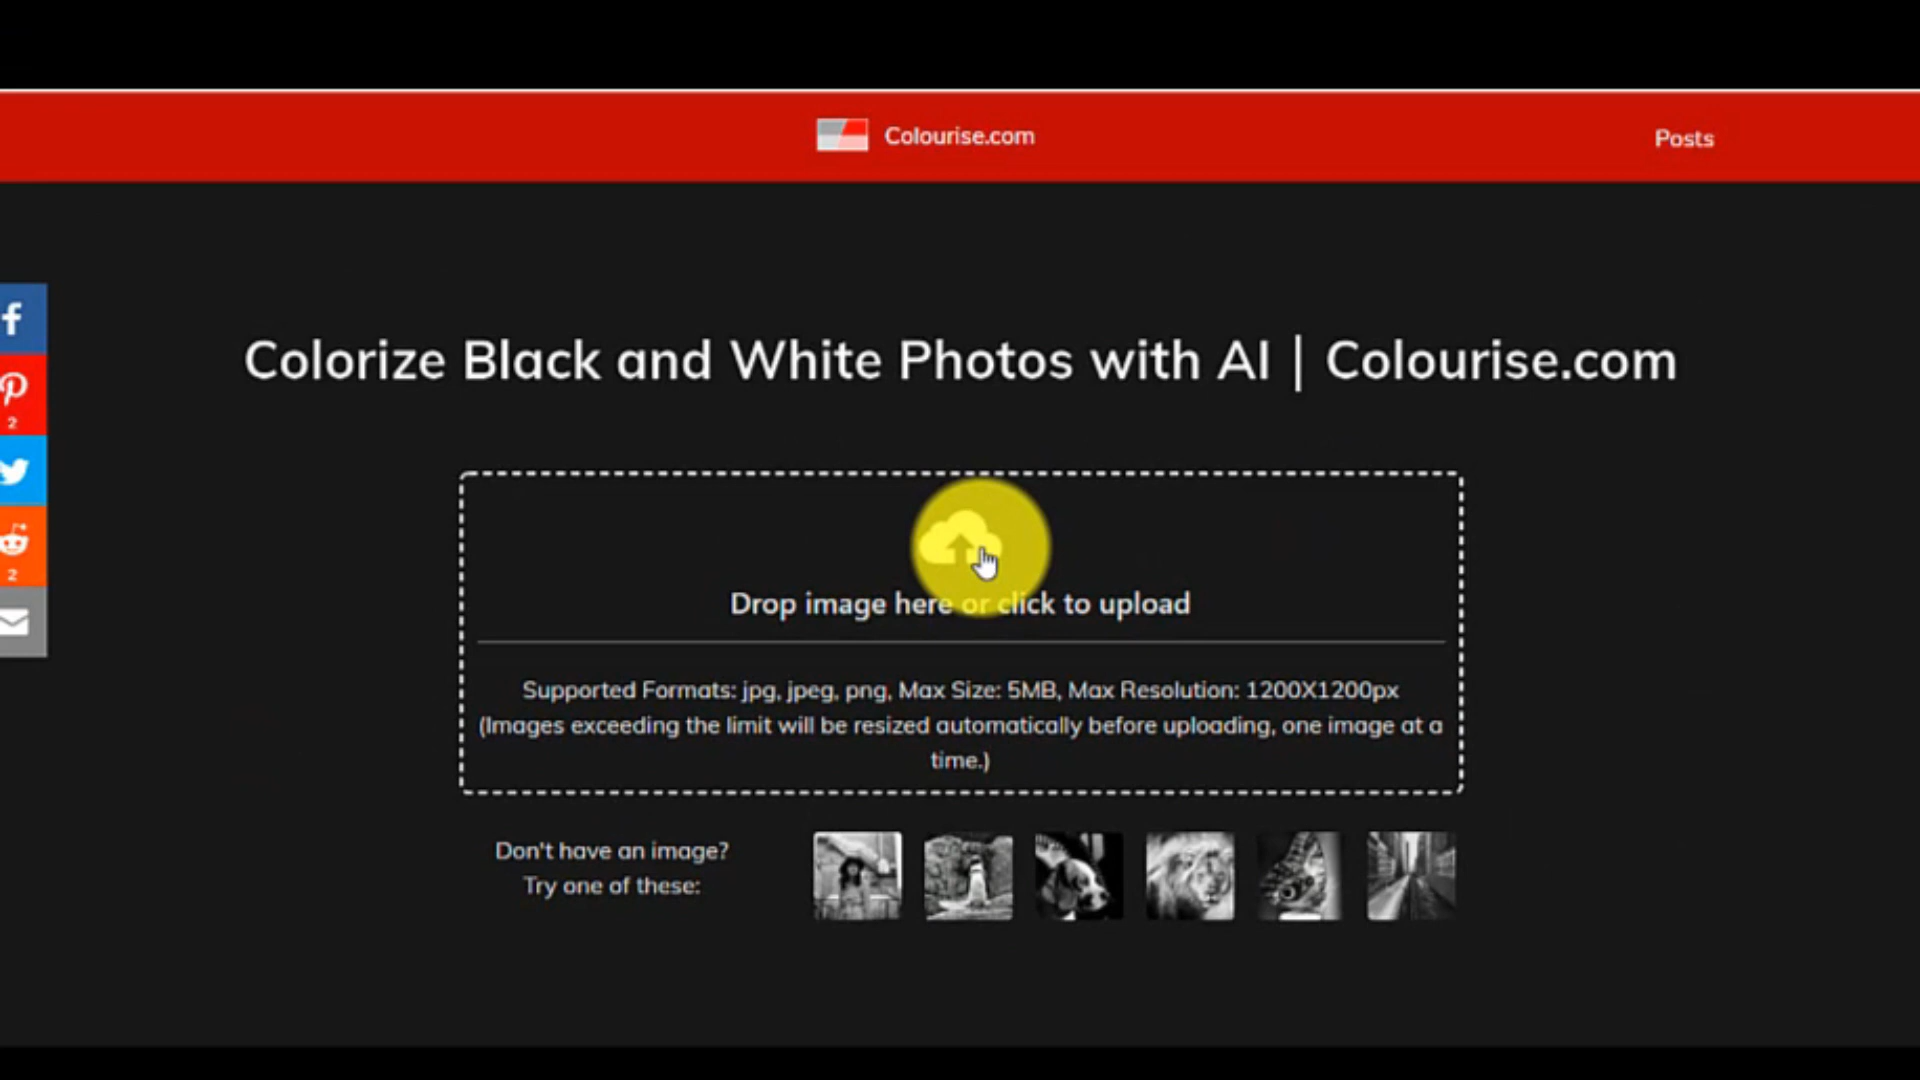 Colourise.com
Posts
Colorize Black and White Photos with AI | Colourise.com
2
2
Drop image here or click to upload
Supported Formats: jpg, jpeg, png, Max Size: 5MB, Max Resolution: 1200X1200px
(Images exceeding the limit will be resized automatically before uploading, one image at a
time.)
Don't have an image?
Try one of these: